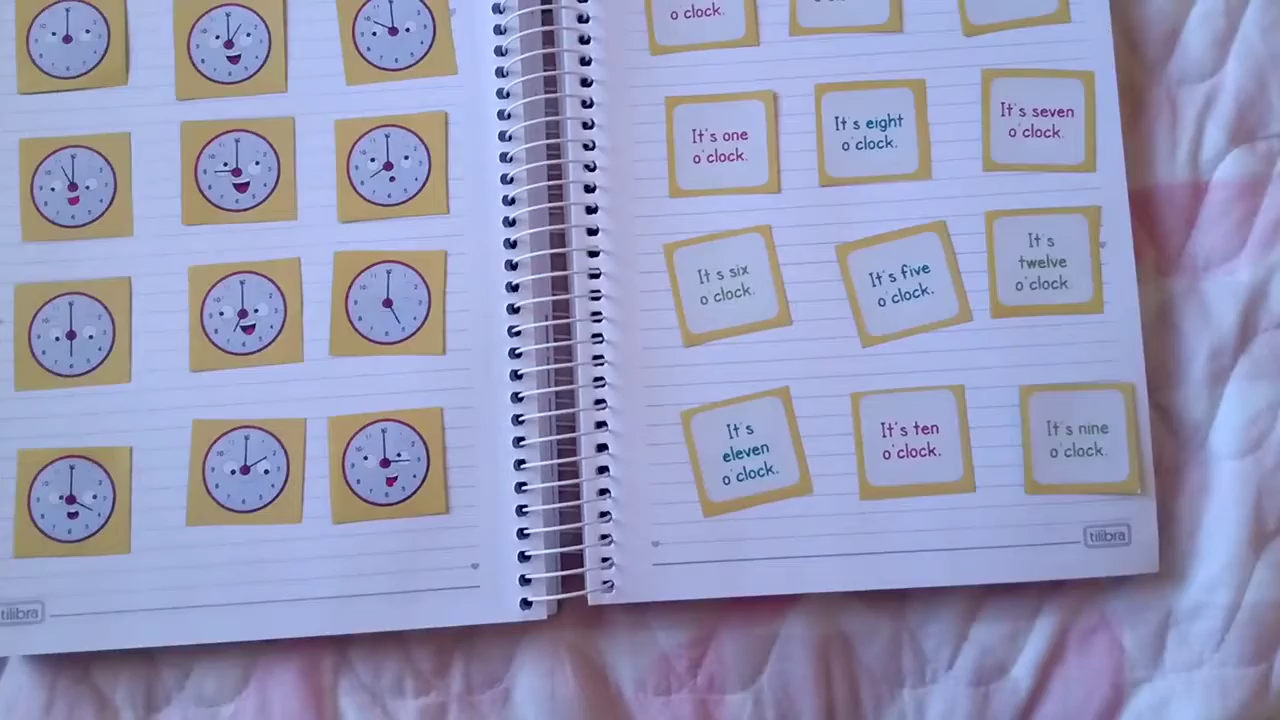 o'clock.
It's one
o'clock.
It's eight
o'clock.
It's seven
o'clock.
It's six
o'clock.
It's five
o'clock.
It's
twelve
o'clock.
It's
eleven
o'clock.
It's ten
o'clock.
It's nine
o'clock.
tilibra
tilibra